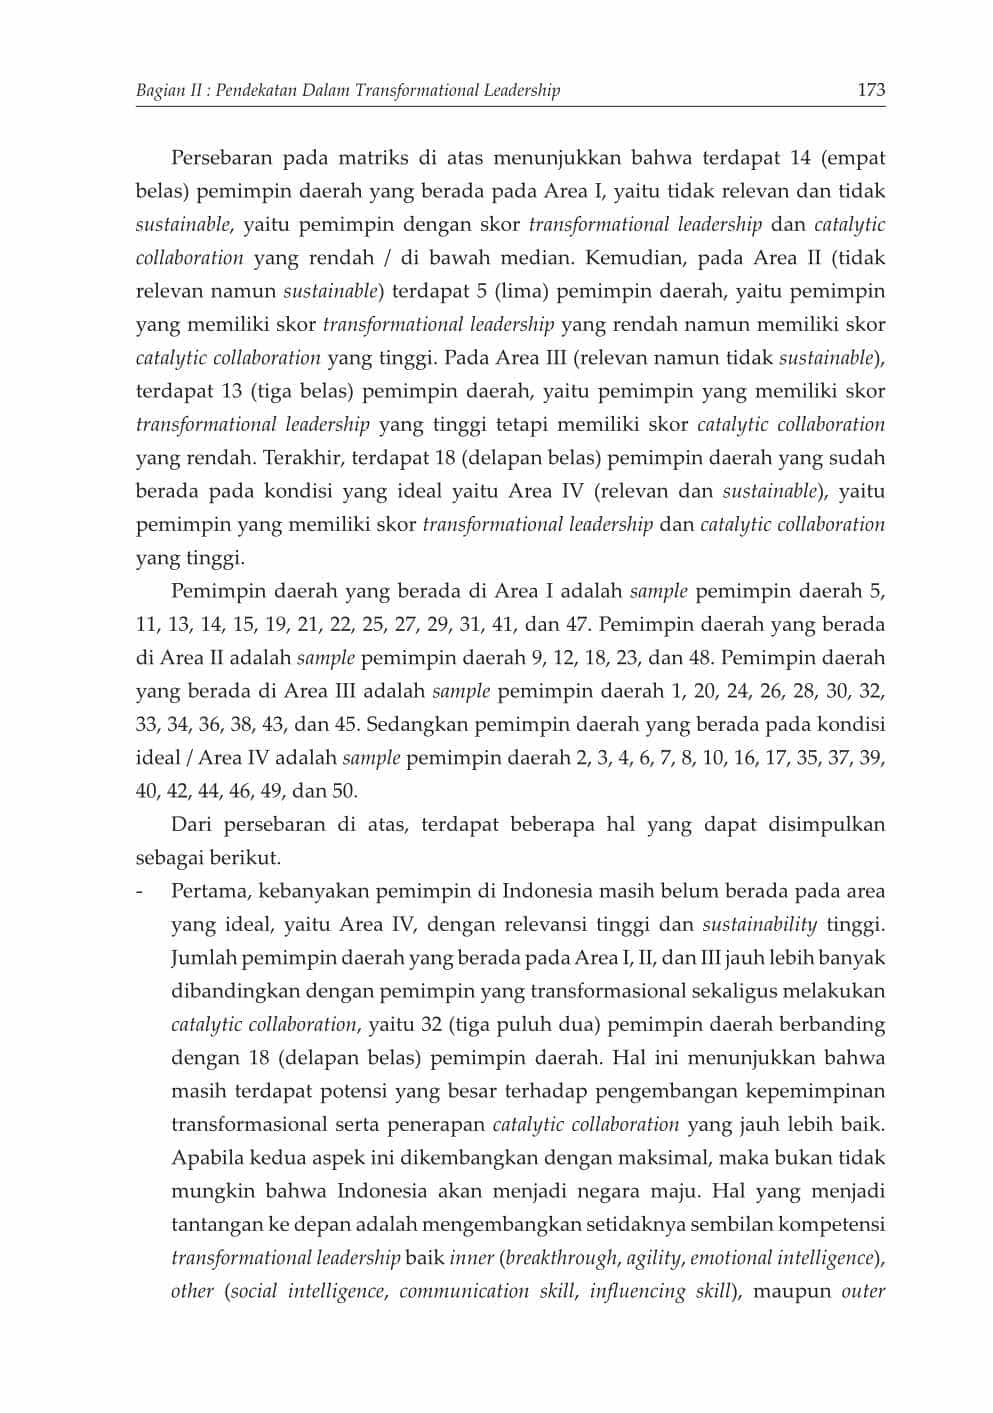 Bagian II : Pendekatan Dalam Transformational Leadership 173
Persebaran pada matriks di atas menunjukkan bahwa terdapat 14 (empat
belas) pemimpin daerah yang berada pada Area I, yaitu tidak relevan dan tidak
sustainable, yaitu pemimpin dengan skor transformational leadership dan catalytic
collaboration yang rendah / di bawah median. Kemudian, pada Area II (tidak
relevan namun sustainable) terdapat 5 (lima) pemimpin daerah, yaitu pemimpin
yang memiliki skor transformational leadership yang rendah namun memiliki skor
catalytic collaboration yang tinggi. Pada Area III (relevan namun tidak sustainable),
terdapat 13 (tiga belas) pemimpin daerah, yaitu pemimpin yang memiliki skor
transformational leadership yang tinggi tetapi memiliki skor catalytic collaboration
yang rendah. Terakhir, terdapat 18 (delapan belas) pemimpin daerah yang sudah
berada pada kondisi yang ideal yaitu Area IV (relevan dan sustainable), yaitu
pemimpin yang memiliki skor transformational leadership dan catalytic collaboration
yang tinggi.
Pemimpin daerah yang berada di Area I adalah sample pemimpin daerah 5,
11, 13, 14, 15, 19, 21, 22, 25, 27, 29, 31, 41, dan 47. Pemimpin daerah yang berada
di Area II adalah sample pemimpin daerah 9, 12, 18, 23, dan 48. Pemimpin daerah
yang berada di Area III adalah sample pemimpin daerah 1, 20, 24, 26, 28, 30, 32,
33, 34, 36, 38, 43, dan 45. Sedangkan pemimpin daerah yang berada pada kondisi
ideal / Area IV adalah sample pemimpin daerah 2, 3, 4, 6, 7, 8, 10, 16, 17, 35, 37, 39,
40, 42, 44, 46, 49, dan 50.
Dari persebaran di atas, terdapat beberapa hal yang dapat disimpulkan
sebagai berikut.
- Pertama, kebanyakan pemimpin di Indonesia masih belum berada pada area
yang ideal, yaitu Area IV, dengan relevansi tinggi dan sustainability tinggi.
Jumlah pemimpin daerah yang berada pada Area I, II, dan III jauh lebih banyak
dibandingkan dengan pemimpin yang transformasional sekaligus melakukan
catalytic collaboration, yaitu 32 (tiga puluh dua) pemimpin daerah berbanding
dengan 18 (delapan belas) pemimpin daerah. Hal ini menunjukkan bahwa
masih terdapat potensi yang besar terhadap pengembangan kepemimpinan
transformasional serta penerapan catalytic collaboration yang jauh lebih baik.
Apabila kedua aspek ini dikembangkan dengan maksimal, maka bukan tidak
mungkin bahwa Indonesia akan menjadi negara maju. Hal yang menjadi
tantangan ke depan adalah mengembangkan setidaknya sembilan kompetensi
transformational leadership baik inner (breakthrough, agility, emotional intelligence),
other (social intelligence, communication skill, influencing skill), maupun outer